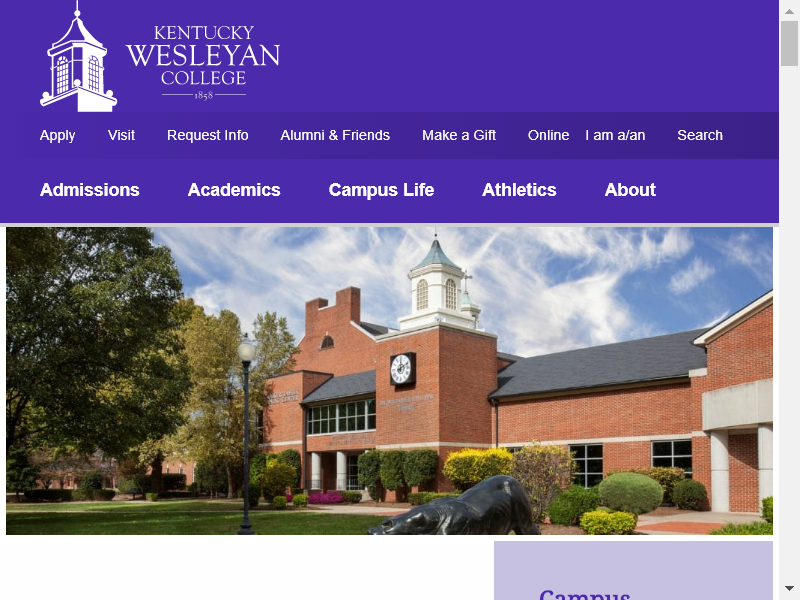 KENTUCKY
WESLEYAN
COLLEGE
1858
Apply Visit Request Info Alumni & Friends Make a Gift Online I am a/an Search
Admissions Academics Campus Life Athletics About
Campus